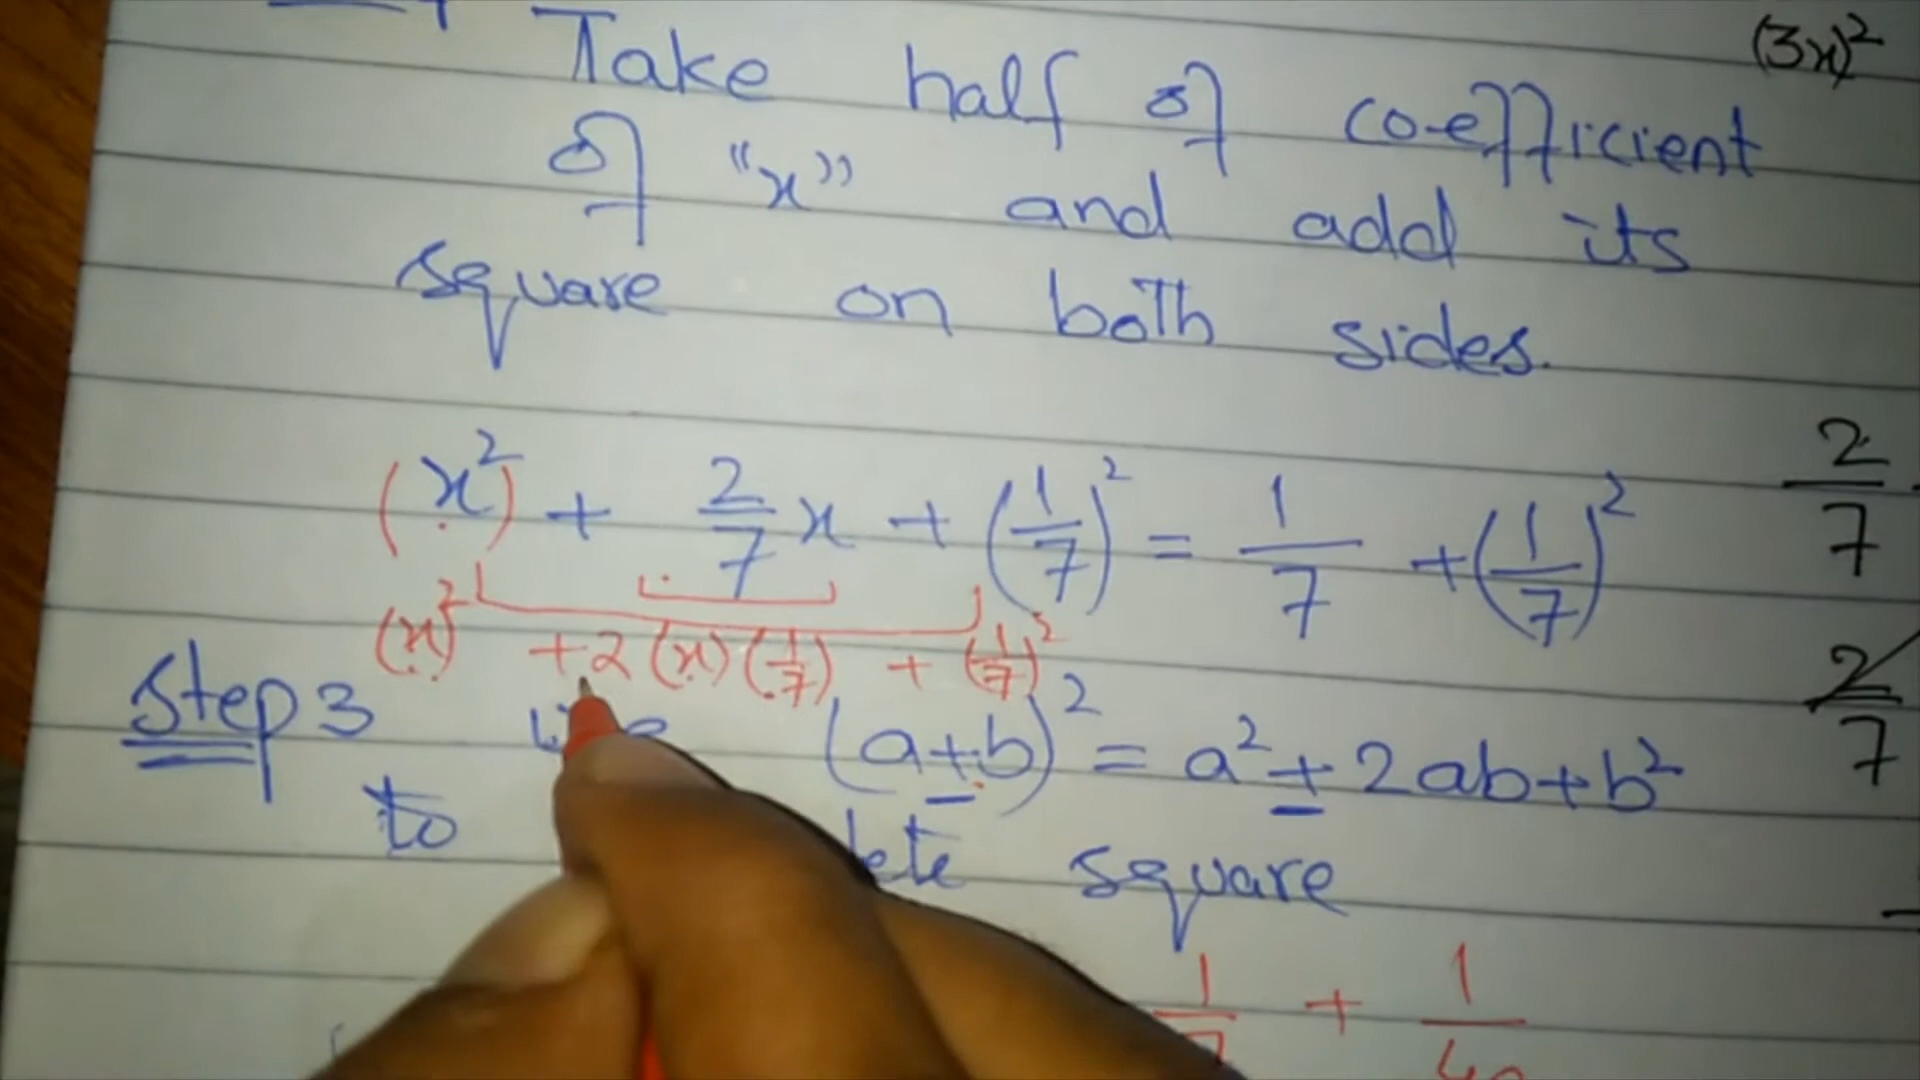 (3x)²
Take half of co-efficient
of "x" and add its
square on both sides.
(x²) + 2/7 x + (1/7)² = 1/7 + (1/7)²
2/7
(x)² +2 (x) (1/7) + (1/7)²
2/7
Step 3 (a±b)² = a² ± 2ab+b²
to square
1/7 + 1/